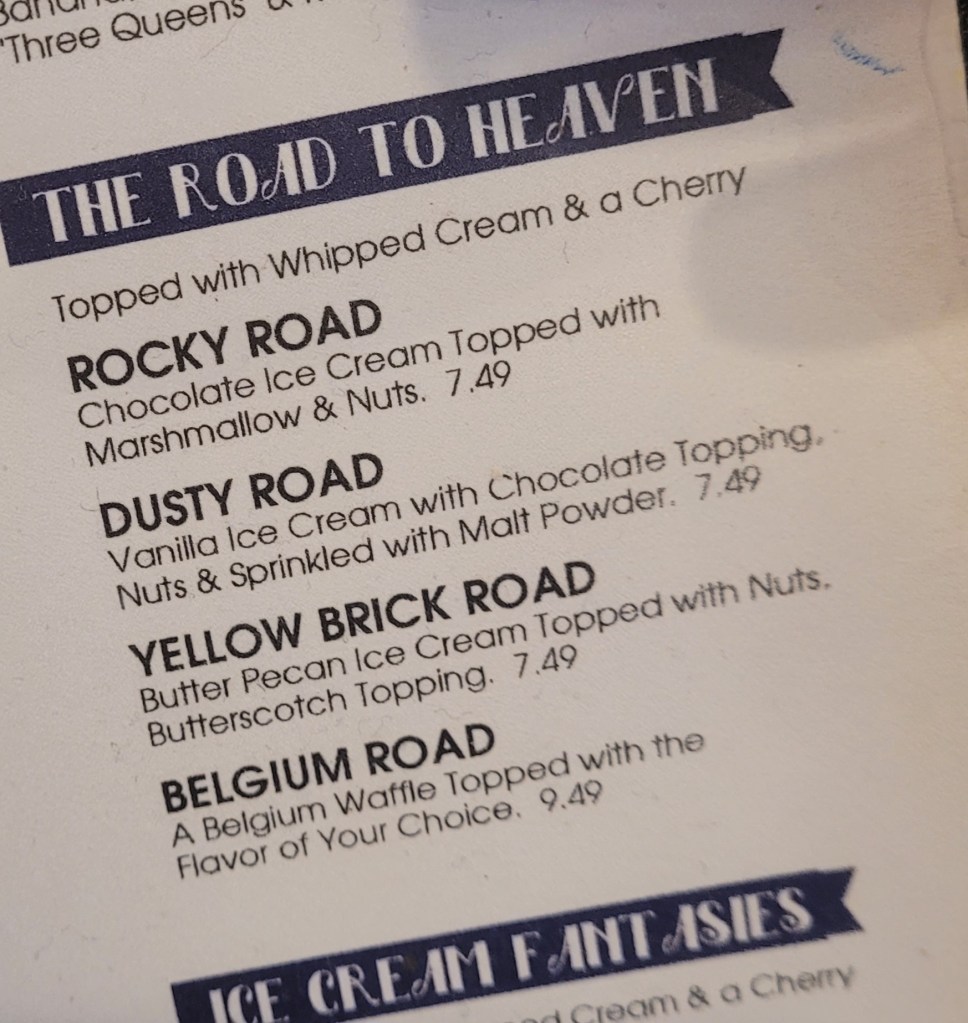 'Three Queens' &
THE ROAD TO HEAVEN
Topped with Whipped Cream & a Cherry
ROCKY ROAD
Chocolate Ice Cream Topped with
Marshmallow & Nuts. 7.49
DUSTY ROAD
Vanilla Ice Cream with Chocolate Topping,
Nuts & Sprinkled with Malt Powder. 7.49
YELLOW BRICK ROAD
Butter Pecan Ice Cream Topped with Nuts.
Butterscotch Topping. 7.49
BELGIUM ROAD
A Belgium Waffle Topped with the
Flavor of Your Choice. 9.49
ICE CREAM FANTASIES
Cream & a Cherry